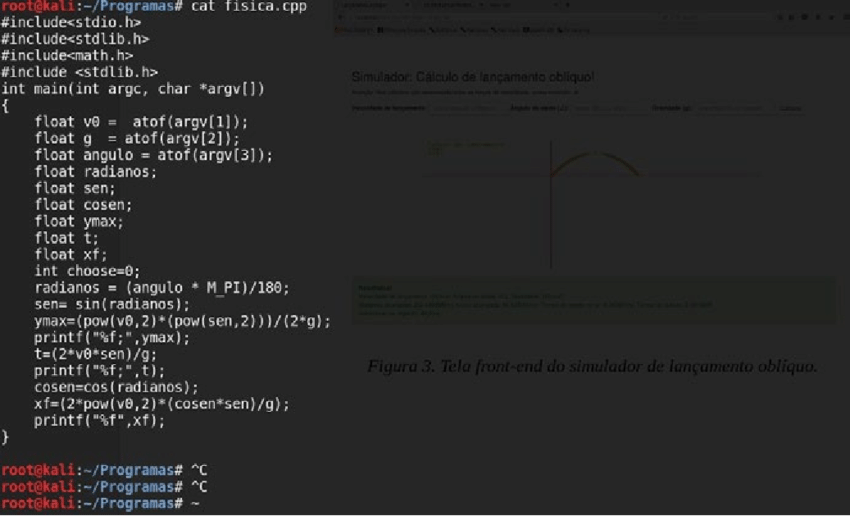 root@kali:~/Programas# cat fisica.cpp
#include<stdio.h>
#include<stdlib.h>
#include<math.h>
#include <stdlib.h>
int main(int argc, char *argv[])
{
    float v0 =  atof(argv[1]);
    float g  = atof(argv[2]);
    float angulo = atof(argv[3]);
    float radianos;
    float sen;
    float cosen;
    float ymax;
    float t;
    float xf;
    int choose=0;
    radianos = (angulo * M_PI)/180;
    sen= sin(radianos);
    ymax=(pow(v0,2)*(pow(sen,2)))/(2*g);
    printf("%f;",ymax);
    t=(2*v0*sen)/g;
    printf("%f;",t);
    cosen=cos(radianos);
    xf=(2*pow(v0,2)*(cosen*sen)/g);
    printf("%f",xf);
}
root@kali:~/Programas# ^C
root@kali:~/Programas# ^C
root@kali:~/Programas# ~
Simulador: Cálculo de lançamento obliquo!
Figura 3. Tela front-end do simulador de lançamento oblíquo.